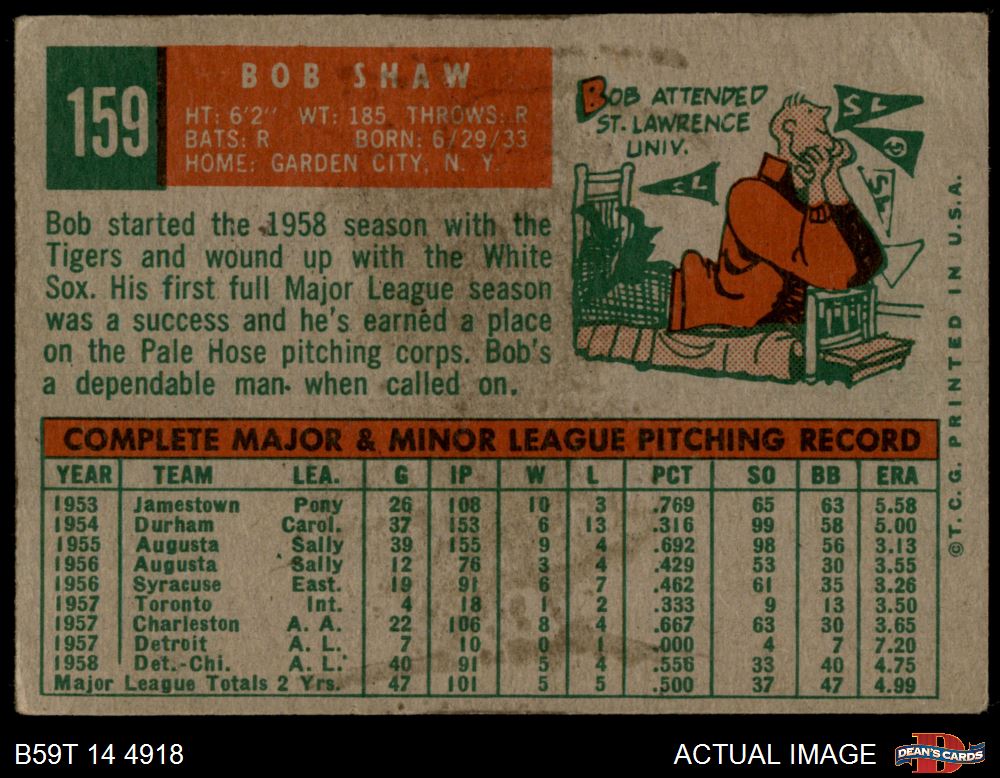 159
BOB SHAW
HT: 6'2" WT: 185 THROWS: R
BATS: R BORN: 6/29/33
HOME: GARDEN CITY, N. Y.
BOB ATTENDED
ST. LAWRENCE
UNIV.
SL
SL
SL
Bob started the 1958 season with the
Tigers and wound up with the White
Sox. His first full Major League season
was a success and he's earned a place
on the Pale Hose pitching corps. Bob's
a dependable man when called on.
COMPLETE MAJOR & MINOR LEAGUE PITCHING RECORD
YEAR TEAM LEA. G IP W L PCT SO BB ERA
1953 Jamestown Pony 26 108 10 3 .769 65 63 5.58
1954 Durham Carol. 37 153 6 13 .316 99 58 5.00
1955 Augusta Sally 39 155 9 4 .692 98 56 3.13
1956 Augusta Sally 12 76 3 4 .429 53 30 3.55
1956 Syracuse East. 19 91 6 7 .462 61 35 3.26
1957 Toronto Int. 4 18 1 2 .333 9 13 3.50
1957 Charleston A. A. 22 106 8 4 .667 63 30 3.65
1957 Detroit A. L. 7 10 0 1 .000 4 7 7.20
1958 Det.-Chi. A. L. 40 91 5 4 .556 33 40 4.75
Major League Totals 2 Yrs. 47 101 5 5 .500 37 47 4.99
© T. C. G. PRINTED IN U.S.A.
B59T 14 4918
ACTUAL IMAGE
DEAN'S CARDS